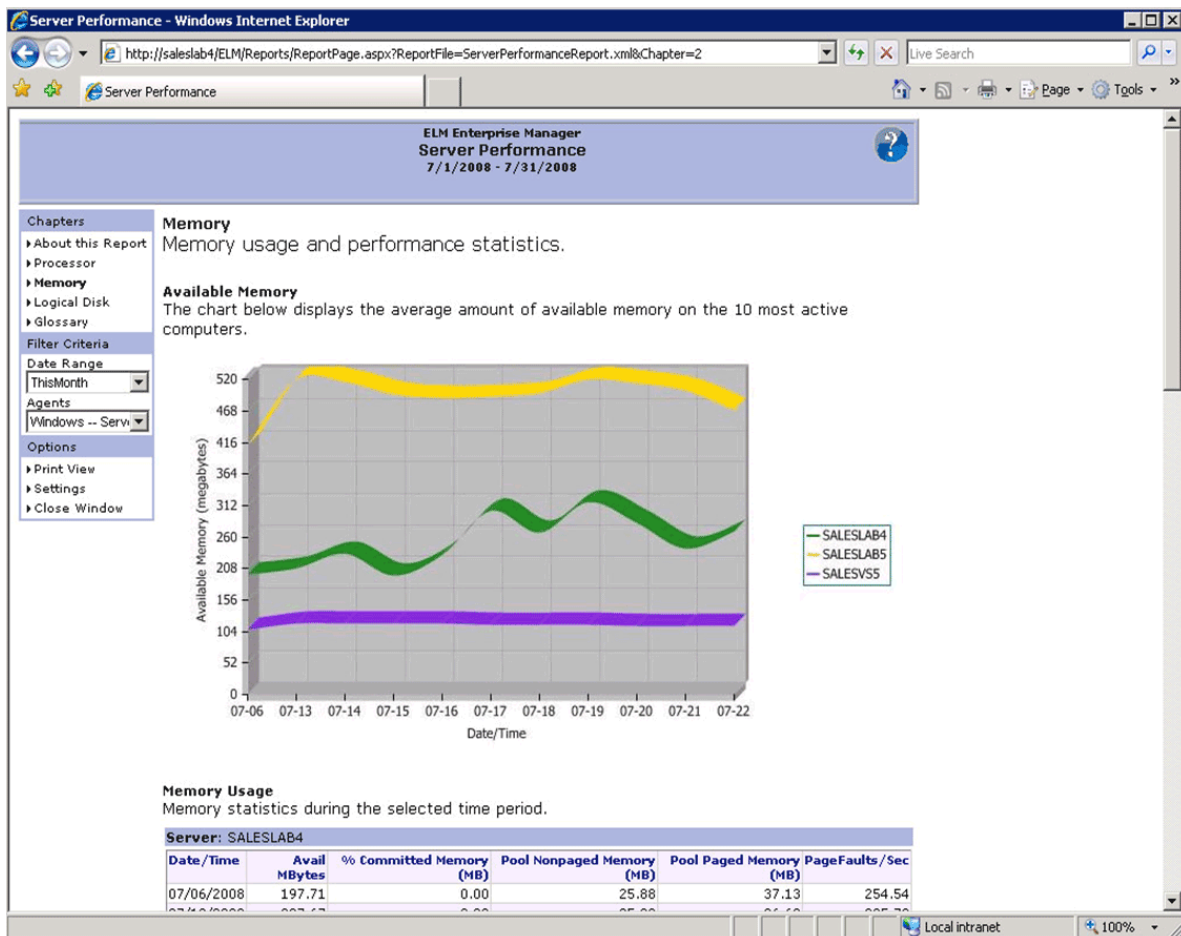 Server Performance - Windows Internet Explorer
http://saleslab4/ELM/Reports/ReportPage.aspx?ReportFile=ServerPerformanceReport.xml&Chapter=2
Live Search
Server Performance
Page
Tools
ELM Enterprise Manager
Server Performance
7/1/2008 - 7/31/2008
Chapters
About this Report
Processor
Memory
Logical Disk
Glossary
Filter Criteria
Date Range
ThisMonth
Agents
Windows -- Serv
Options
Print View
Settings
Close Window
Memory
Memory usage and performance statistics.
Available Memory
The chart below displays the average amount of available memory on the 10 most active
computers.
Available Memory (megabytes)
520
468
416
364
312
260
208
156
104
52
0
07-06 07-13 07-14 07-15 07-16 07-17 07-18 07-19 07-20 07-21 07-22
Date/Time
SALESLAB4
SALESLAB5
SALESVS5
Memory Usage
Memory statistics during the selected time period.
Server: SALESLAB4
Date/Time Avail MBytes % Committed Memory (MB) Pool Nonpaged Memory (MB) Pool Paged Memory (MB) PageFaults/Sec
07/06/2008 197.71 0.00 25.88 37.13 254.54
Local intranet
100%